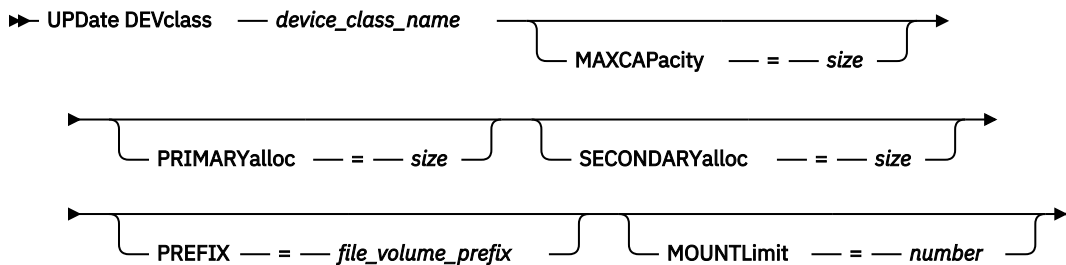 UPDate DEVclass device_class_name
MAXCAPacity = size
PRIMARYalloc = size SECONDARYalloc = size
PREFIX = file_volume_prefix MOUNTLimit = number